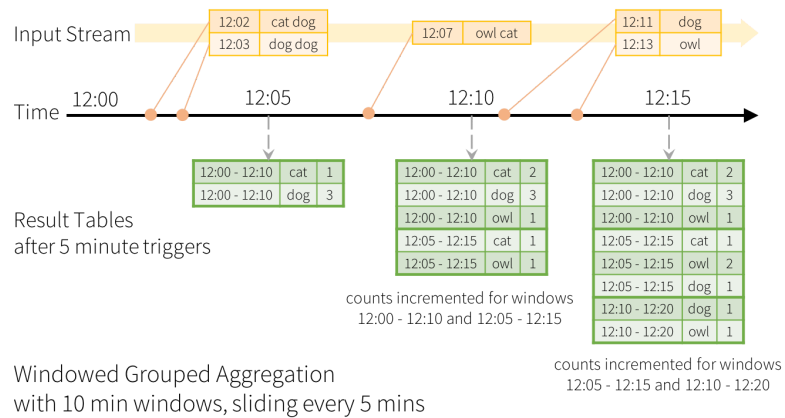 Input Stream
12:02 cat dog
12:03 dog dog
12:07 owl cat
12:11 dog
12:13 owl
Time
12:00
12:05
12:10
12:15
Result Tables
after 5 minute triggers
12:00 - 12:10 cat 1
12:00 - 12:10 dog 3
12:00 - 12:10 cat 2
12:00 - 12:10 dog 3
12:00 - 12:10 owl 1
12:05 - 12:15 cat 1
12:05 - 12:15 owl 1
counts incremented for windows
12:00 - 12:10 and 12:05 - 12:15
12:00 - 12:10 cat 2
12:00 - 12:10 dog 3
12:00 - 12:10 owl 1
12:05 - 12:15 cat 1
12:05 - 12:15 owl 2
12:05 - 12:15 dog 1
12:10 - 12:20 dog 1
12:10 - 12:20 owl 1
counts incremented for windows
12:05 - 12:15 and 12:10 - 12:20
Windowed Grouped Aggregation
with 10 min windows, sliding every 5 mins